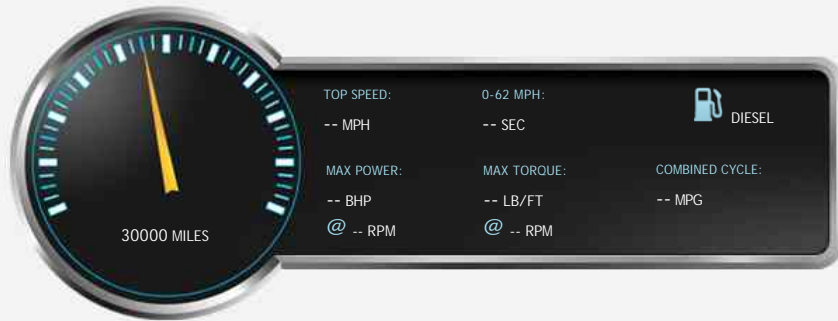 TOP SPEED:
-- MPH
0-62 MPH:
-- SEC
DIESEL
MAX POWER:
-- BHP
@ -- RPM
MAX TORQUE:
-- LB/FT
@ -- RPM
COMBINED CYCLE:
-- MPG
30000 MILES